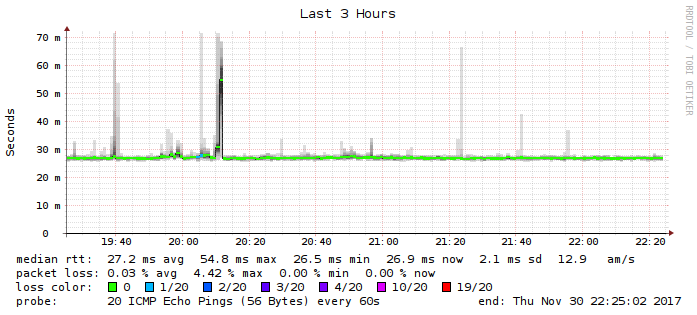 Last 3 Hours
RRDTOOL / TOBI OETIKER
Seconds
70 m
60 m
50 m
40 m
30 m
20 m
10 m
0
19:40 20:00 20:20 20:40 21:00 21:20 21:40 22:00 22:20
median rtt: 27.2 ms avg 54.8 ms max 26.5 ms min 26.9 ms now 2.1 ms sd 12.9 am/s
packet loss: 0.03 % avg 4.42 % max 0.00 % min 0.00 % now
loss color: 0 1/20 2/20 3/20 4/20 10/20 19/20
probe: 20 ICMP Echo Pings (56 Bytes) every 60s end: Thu Nov 30 22:25:02 2017